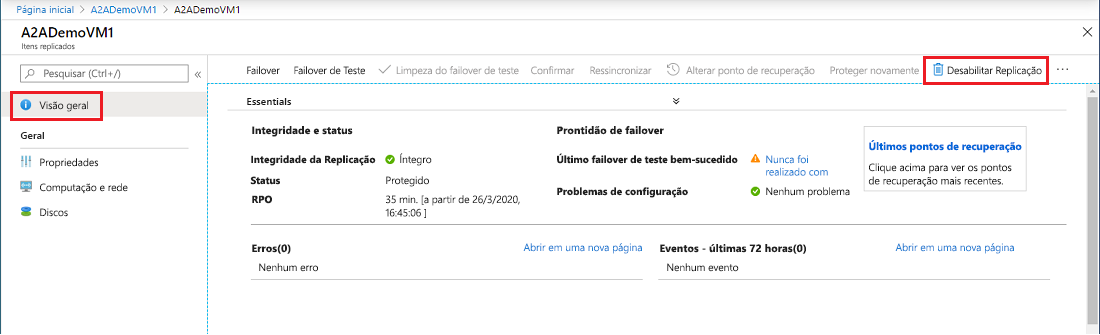 Página inicial > A2ADemoVM1 > A2ADemoVM1
A2ADemoVM1
Itens replicados
Pesquisar (Ctrl+/)
«
Failover Failover de Teste Limpeza do failover de teste Confirmar Ressincronizar Alterar ponto de recuperação Proteger novamente Desabilitar Replicação ...
Visão geral
Geral
Propriedades
Computação e rede
Discos
Essentials
Integridade e status
Integridade da Replicação Íntegro
Status Protegido
RPO 35 min. [a partir de 26/3/2020,
16:45:06 ]
Prontidão de failover
Último failover de teste bem-sucedido Nunca foi
realizado com
Problemas de configuração Nenhum problema
Últimos pontos de recuperação
Clique acima para ver os pontos
de recuperação mais recentes.
Erros(0) Abrir em uma nova página
Nenhum erro
Eventos - últimas 72 horas(0) Abrir em uma nova página
Nenhum evento